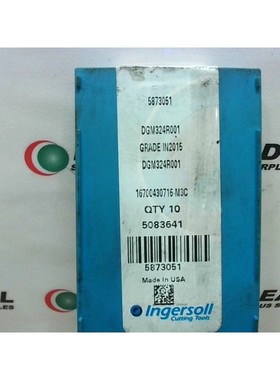 5873051
DGM324R001
GRADE IN2015
DGM324R001
16700430716-M3C
QTY 10
5083641
5873051
Made In USA
Ingersoll
Cutting Tools